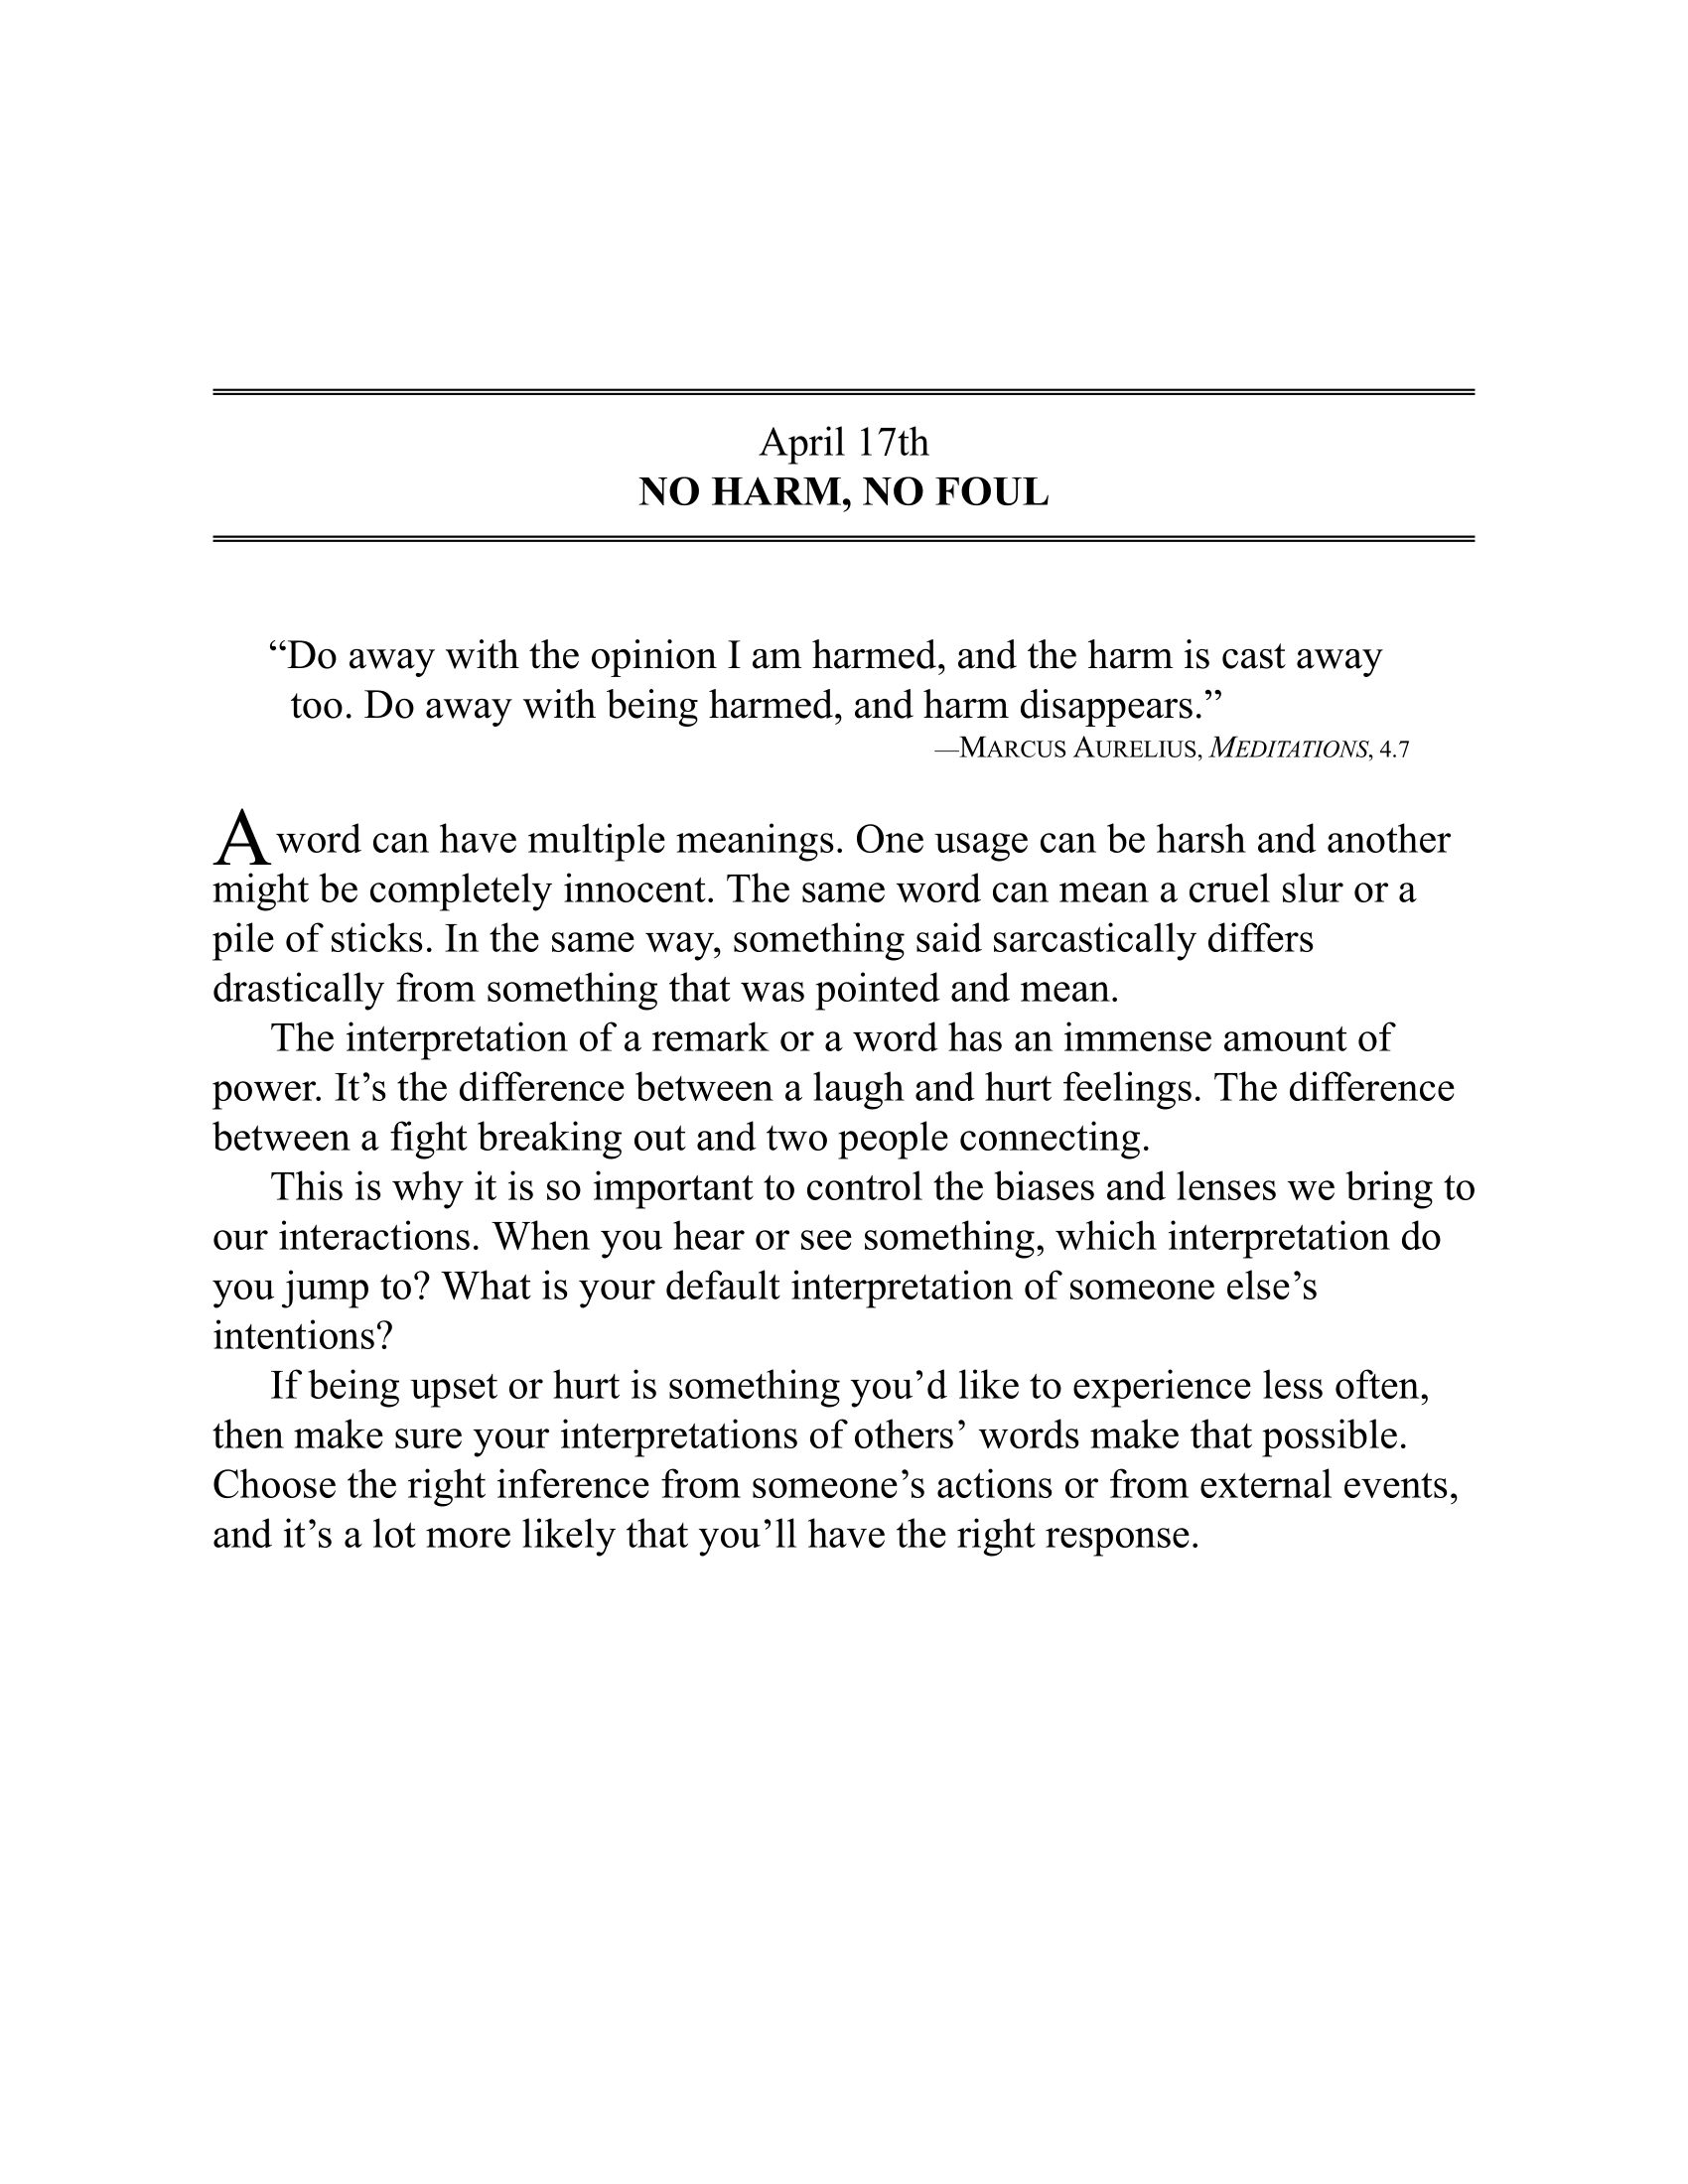 April 17th
NO HARM, NO FOUL
“Do away with the opinion I am harmed, and the harm is cast away
too. Do away with being harmed, and harm disappears.”
—MARCUS AURELIUS, MEDITATIONS, 4.7
A word can have multiple meanings. One usage can be harsh and another
might be completely innocent. The same word can mean a cruel slur or a
pile of sticks. In the same way, something said sarcastically differs
drastically from something that was pointed and mean.
The interpretation of a remark or a word has an immense amount of
power. It’s the difference between a laugh and hurt feelings. The difference
between a fight breaking out and two people connecting.
This is why it is so important to control the biases and lenses we bring to
our interactions. When you hear or see something, which interpretation do
you jump to? What is your default interpretation of someone else’s
intentions?
If being upset or hurt is something you’d like to experience less often,
then make sure your interpretations of others’ words make that possible.
Choose the right inference from someone’s actions or from external events,
and it’s a lot more likely that you’ll have the right response.